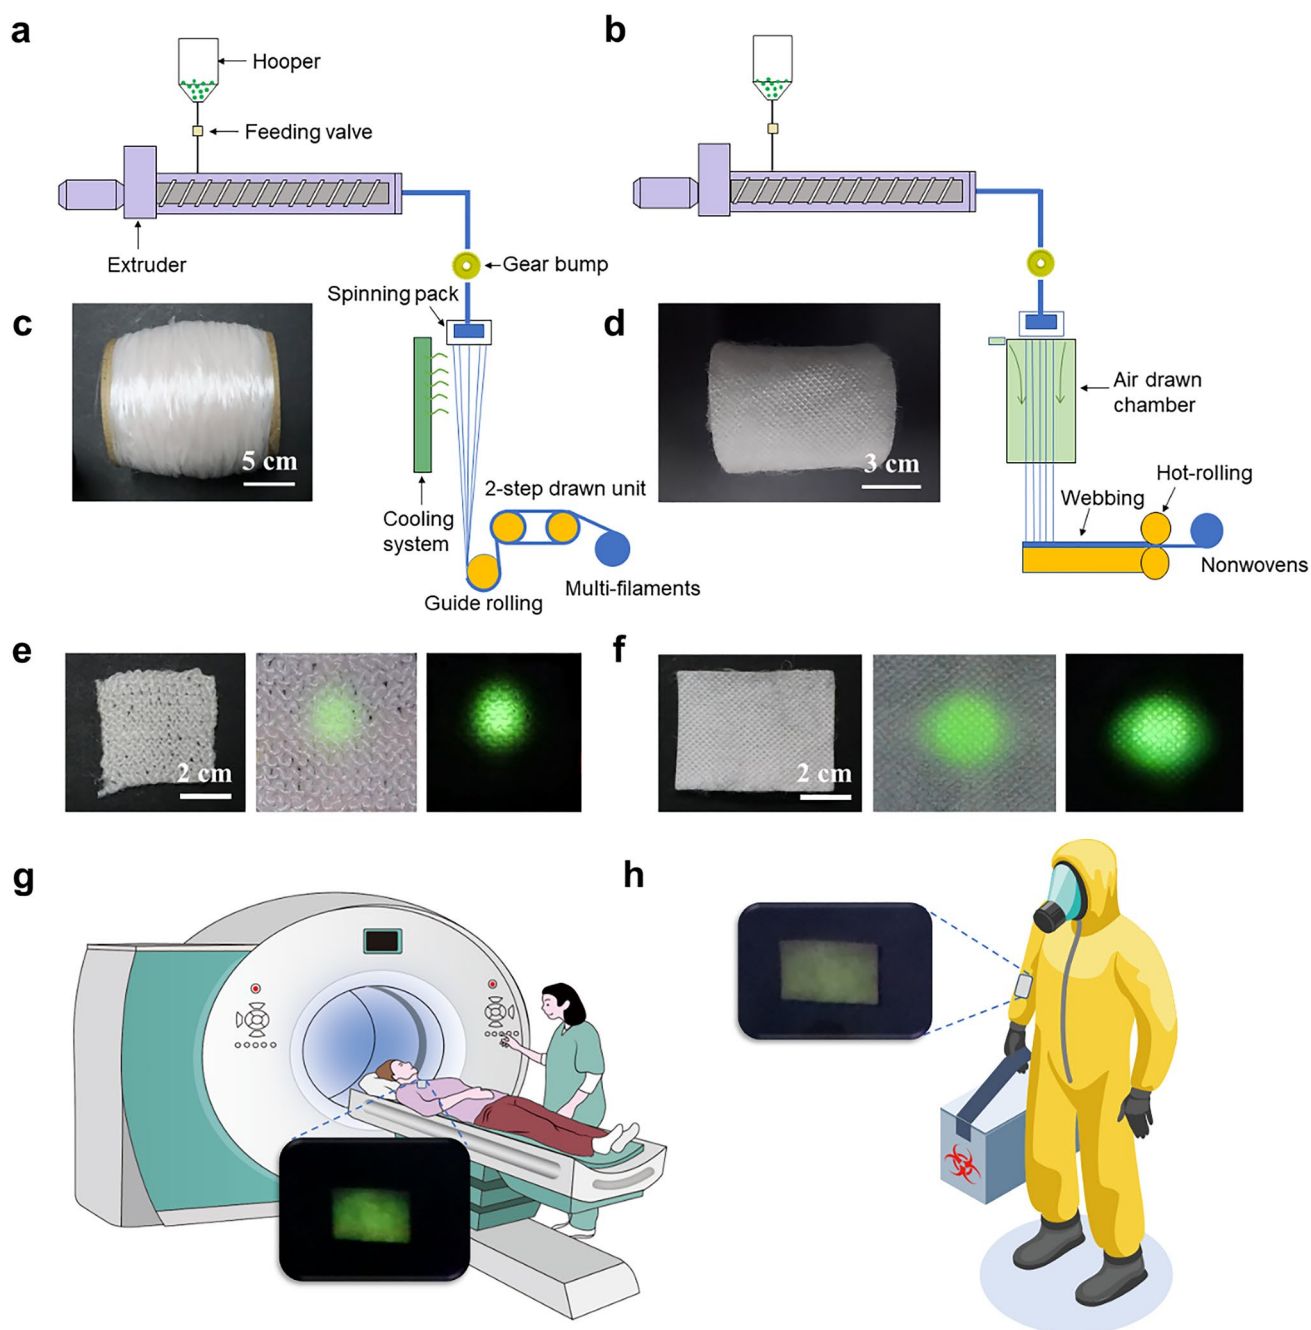 a
b
Hooper
Feeding valve
Extruder
Gear bump
Spinning pack
c
5 cm
d
3 cm
Air drawn
chamber
Cooling
system
2-step drawn unit
Guide rolling
Multi-filaments
Hot-rolling
Webbing
Nonwovens
e
2 cm
f
2 cm
g
h